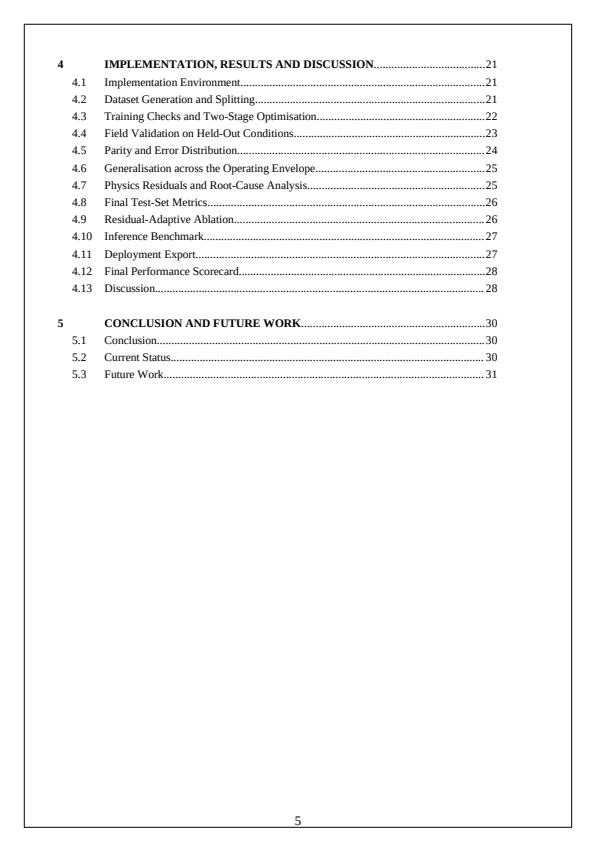 4 IMPLEMENTATION, RESULTS AND DISCUSSION....................................21
4.1 Implementation Environment....................................21
4.2 Dataset Generation and Splitting....................................21
4.3 Training Checks and Two-Stage Optimisation....................................22
4.4 Field Validation on Held-Out Conditions....................................23
4.5 Parity and Error Distribution....................................24
4.6 Generalisation across the Operating Envelope....................................25
4.7 Physics Residuals and Root-Cause Analysis....................................25
4.8 Final Test-Set Metrics....................................26
4.9 Residual-Adaptive Ablation....................................26
4.10 Inference Benchmark....................................27
4.11 Deployment Export....................................27
4.12 Final Performance Scorecard....................................28
4.13 Discussion....................................28
5 CONCLUSION AND FUTURE WORK....................................30
5.1 Conclusion....................................30
5.2 Current Status....................................30
5.3 Future Work....................................31
5